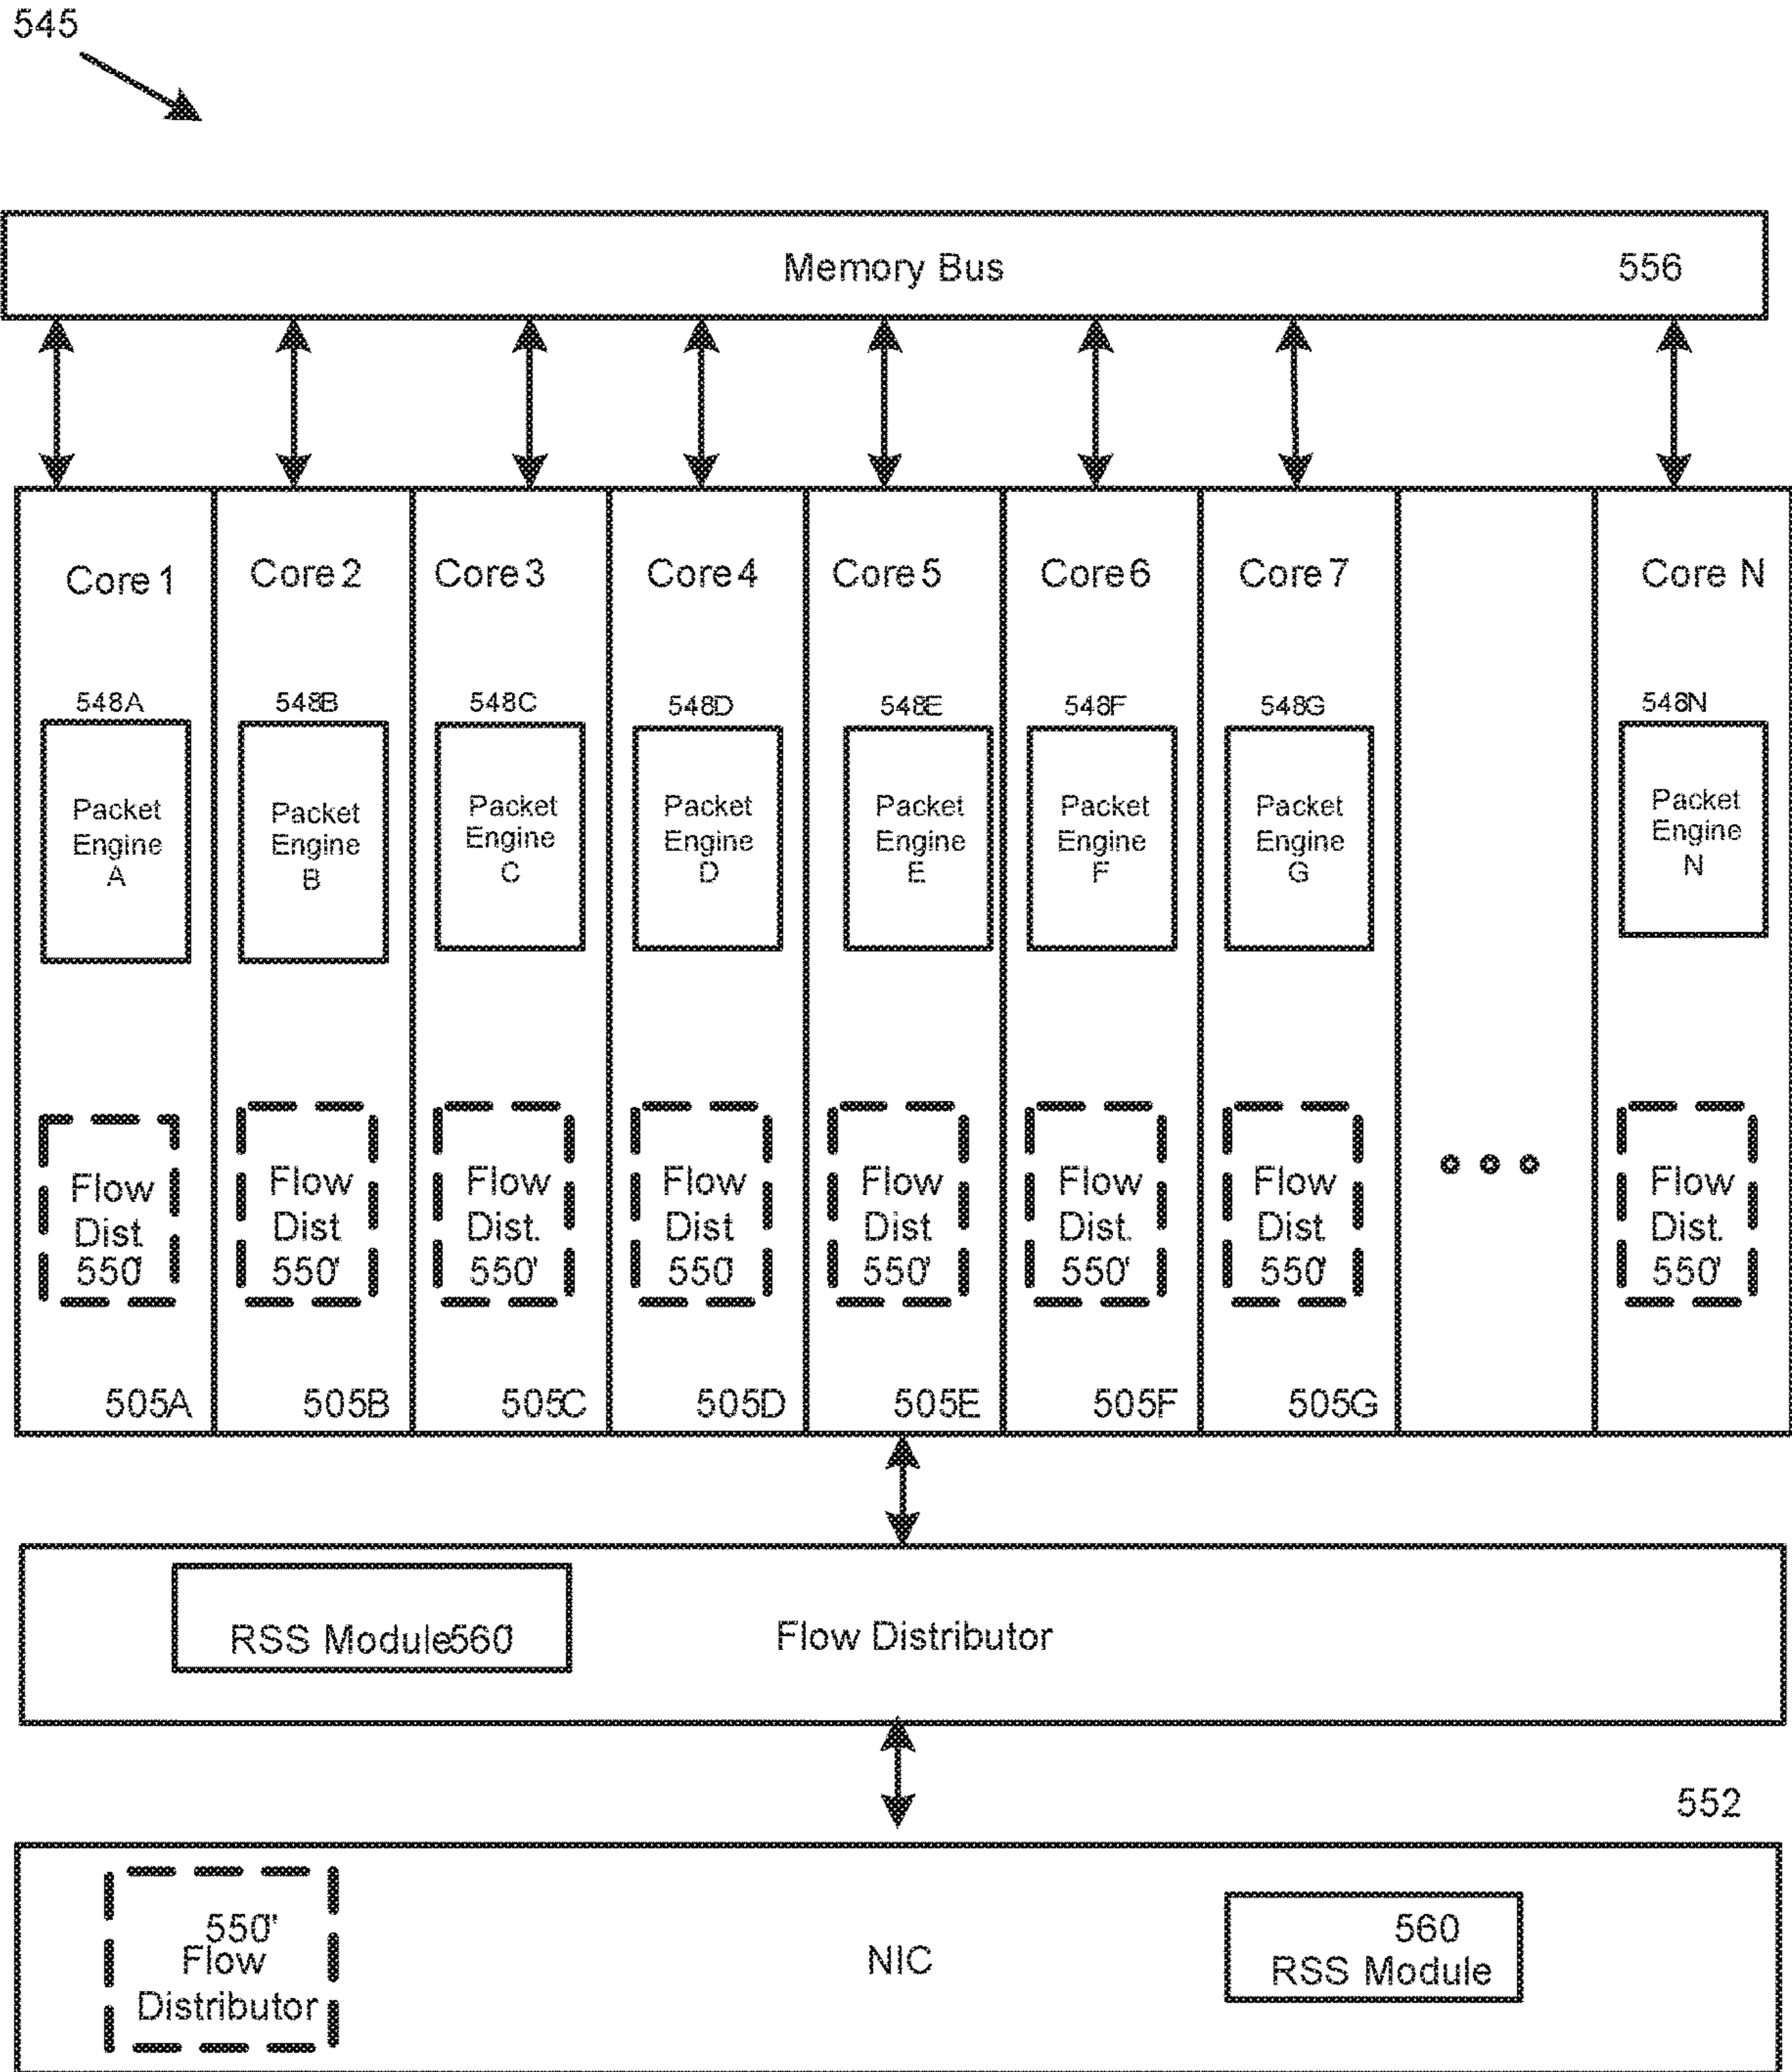 545
Memory Bus 556
Core 1 Core 2 Core 3 Core 4 Core 5 Core 6 Core 7 Core N
548A 548B 548C 548D 548E 548F 548G 548N
Packet Packet Packet Packet Packet Packet Packet Packet
Engine Engine Engine Engine Engine Engine Engine Engine
A B C D E F G N
Flow Flow Flow Flow Flow Flow Flow Flow
Dist. Dist. Dist. Dist. Dist. Dist. Dist. Dist.
550' 550' 550' 550' 550' 550' 550' 550'
505A 505B 505C 505D 505E 505F 505G
RSS Module560' Flow Distributor
552
550"
Flow
Distributor
NIC
560
RSS Module